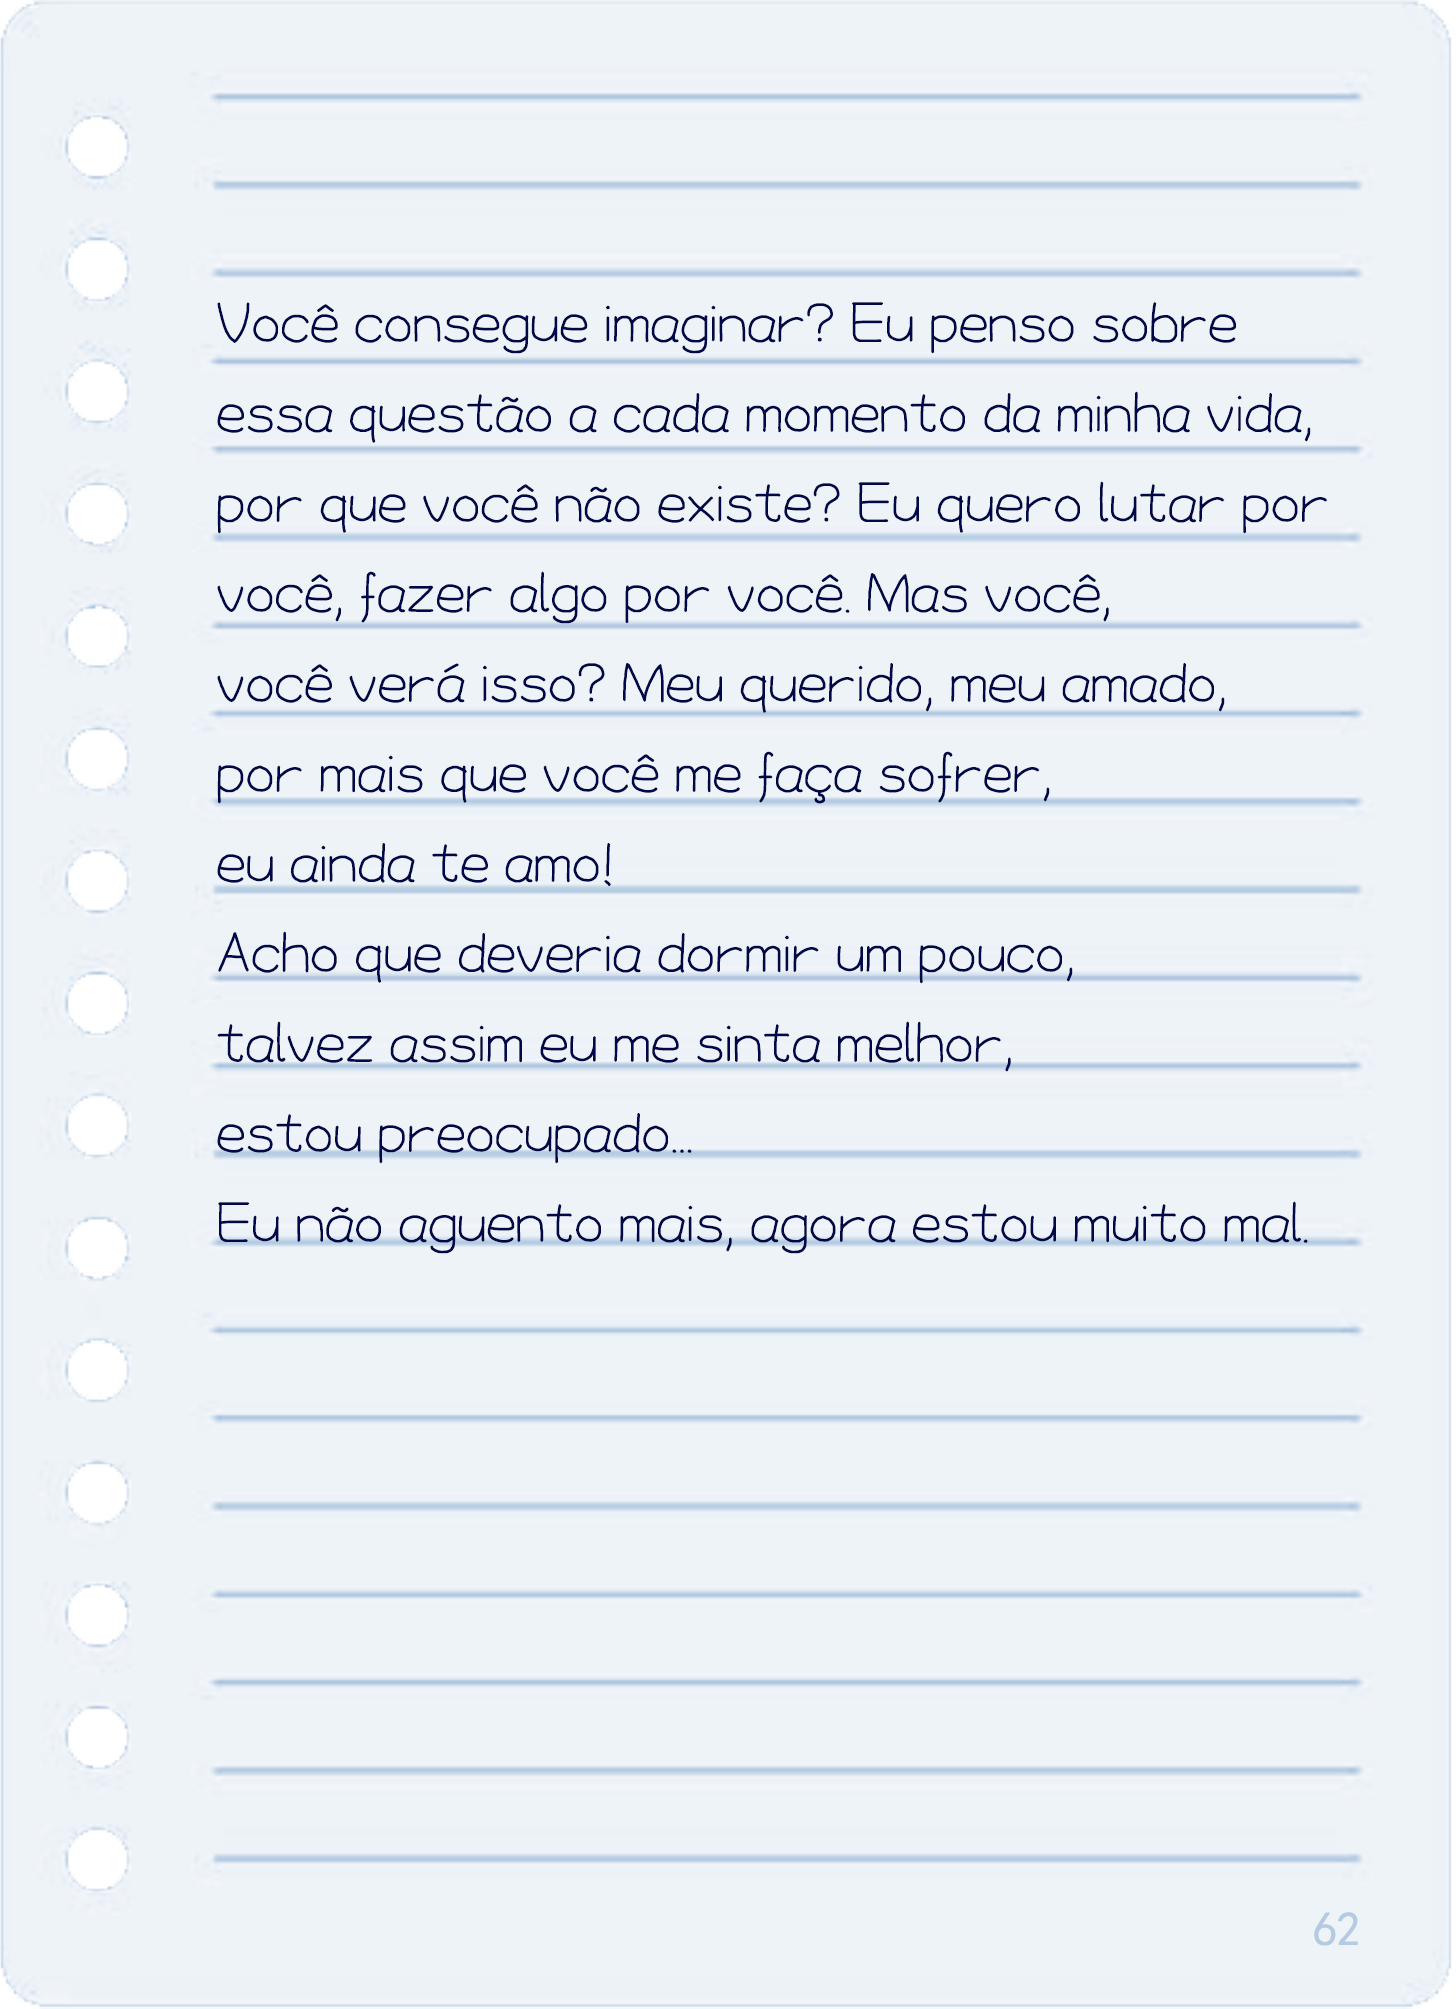 Você consegue imaginar? Eu penso sobre
essa questão a cada momento da minha vida,
por que você não existe? Eu quero lutar por
você, fazer algo por você. Mas você,
você verá isso? Meu querido, meu amado,
por mais que você me faça sofrer,
eu ainda te amo!
Acho que deveria dormir um pouco,
talvez assim eu me sinta melhor,
estou preocupado...
Eu não aguento mais, agora estou muito mal.
62